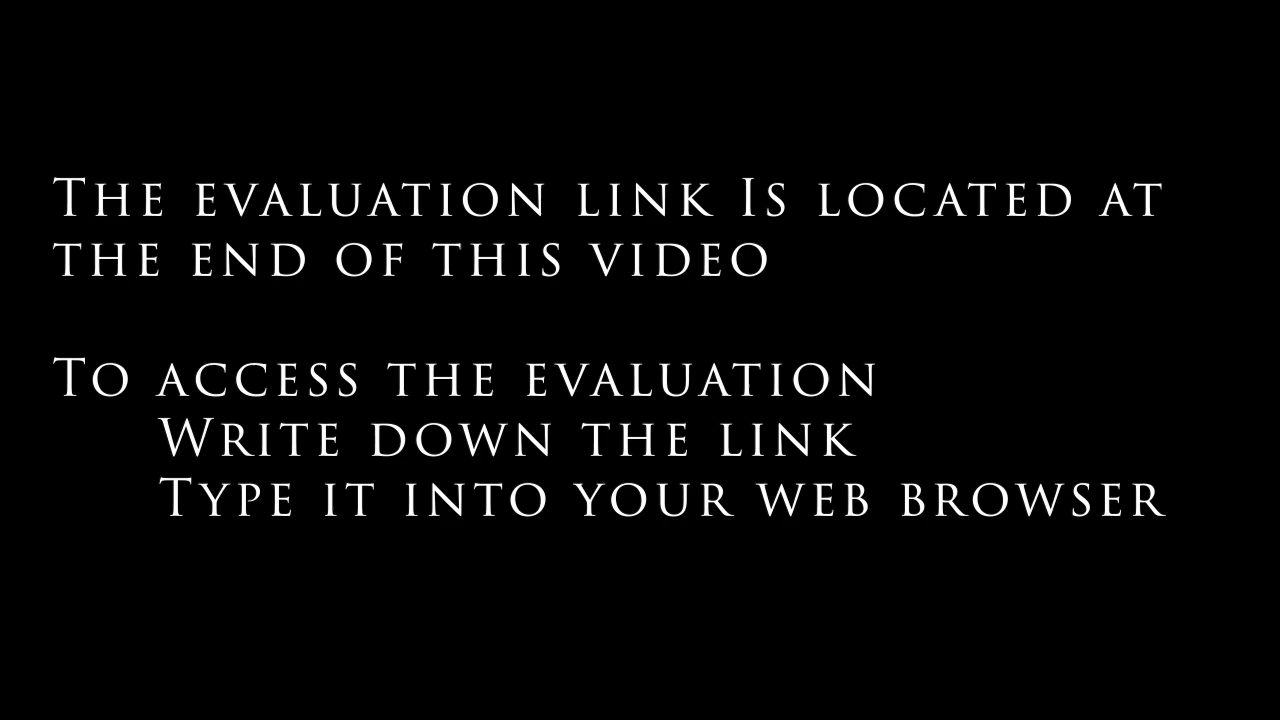 The evaluation link Is located at
the end of this video
To access the evaluation
Write down the link
Type it into your web browser